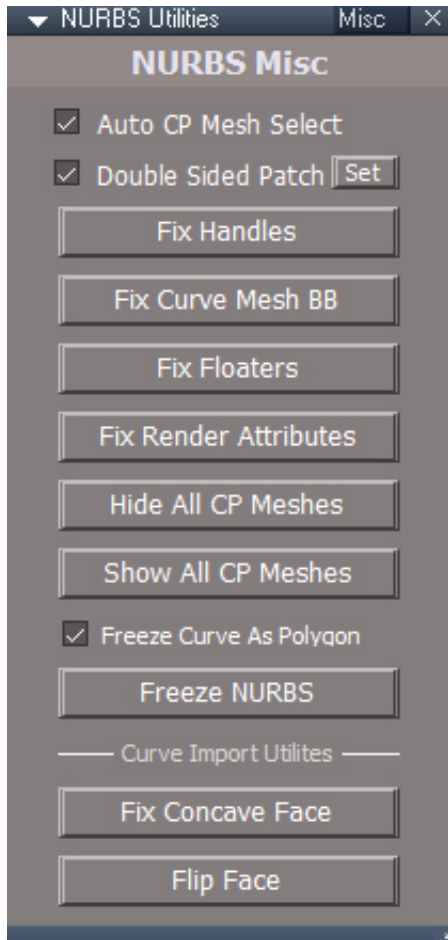 NURBS Utilities Misc
NURBS Misc
Auto CP Mesh Select
Double Sided Patch Set
Fix Handles
Fix Curve Mesh BB
Fix Floaters
Fix Render Attributes
Hide All CP Meshes
Show All CP Meshes
Freeze Curve As Polygon
Freeze NURBS
Curve Import Utilites
Fix Concave Face
Flip Face